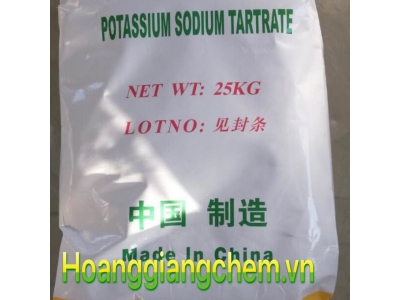 POTASSIUM SODIUM TARTRATE
NET WT: 25KG
LOTNO: 见封条
中国 制造
Made In China
Hoanggiangchem.vn